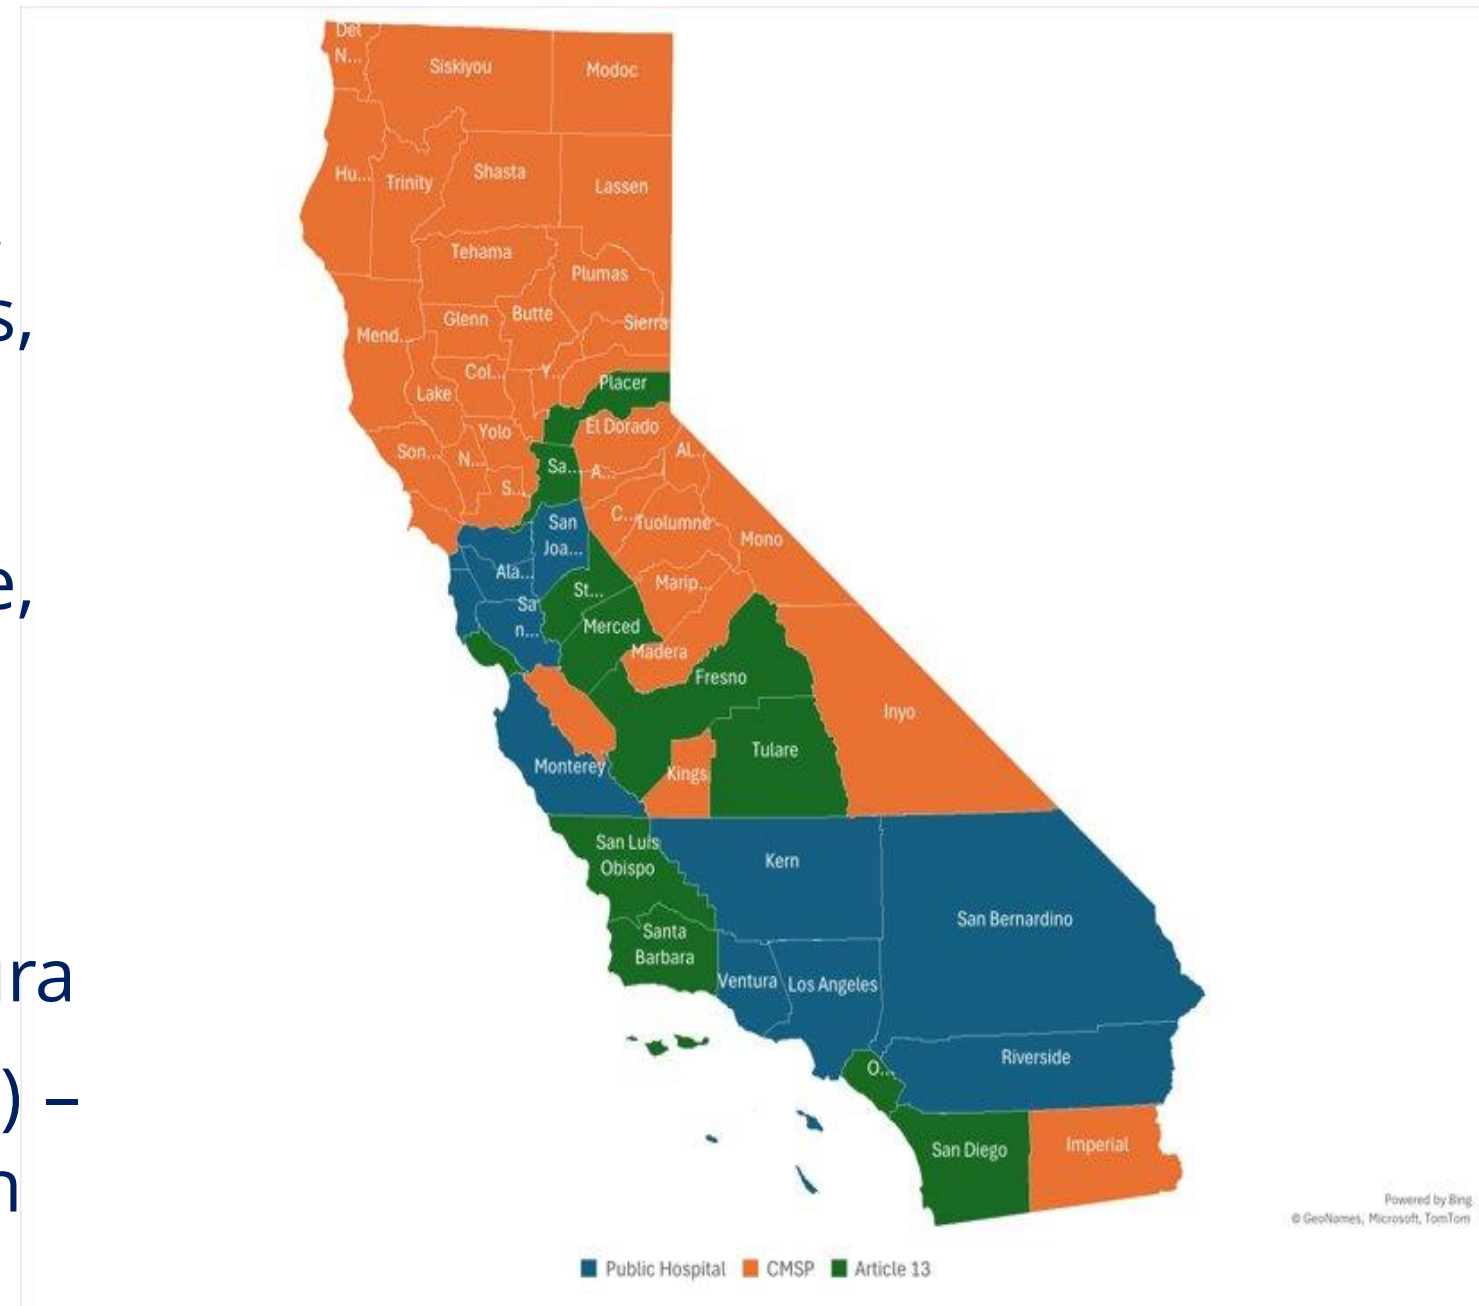 s,
e,
ura
) –
n
Del
N...
Siskiyou
Modoc
Hu...
Trinity
Shasta
Lassen
Tehama
Plumas
Mend...
Glenn
Butte
Sierra
Lake
Col...
Y...
Placer
Son...
N...
Yolo
S...
Sa...
El Dorado
A...
Al...
San
Joa...
C...
Tuolumne
Mono
Ala...
Sa
n...
St...
Marip...
Merced
Madera
Fresno
Inyo
Monterey
Kings
Tulare
San Luis
Obispo
Kern
San Bernardino
Santa
Barbara
Ventura
Los Angeles
O...
Riverside
San Diego
Imperial
Powered by Bing
© GeoNames, Microsoft, TomTom
Public Hospital CMSP Article 13